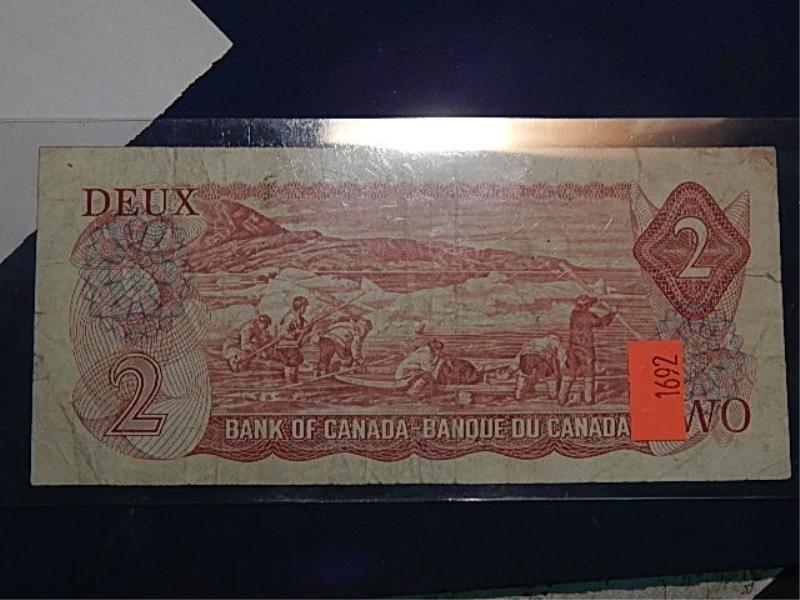 DEUX
2
2
1692
BANK OF CANADA-BANQUE DU CANADA
WO